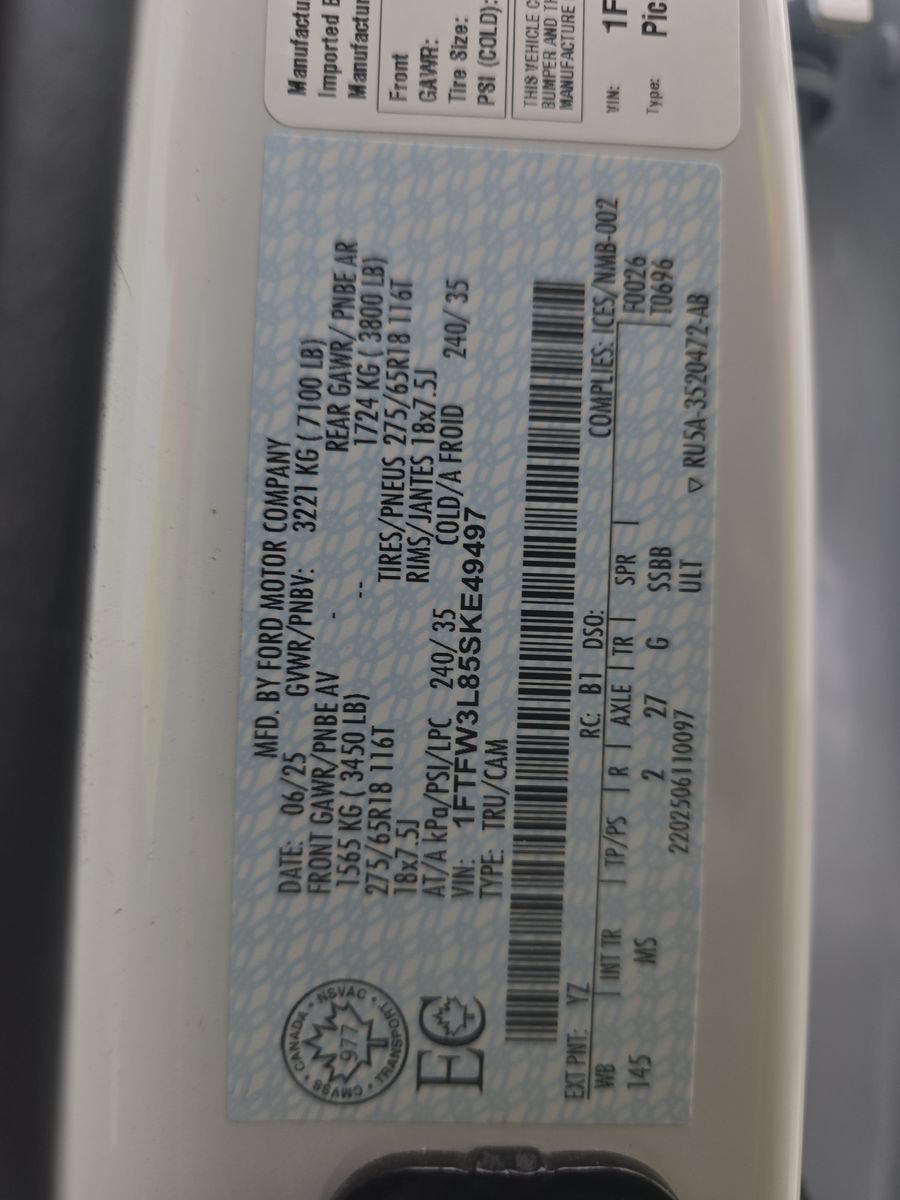 MFD. BY FORD MOTOR COMPANY
DATE: 06/25 GVWR/PNBV: 3221 KG ( 7100 LB)
FRONT GAWR/PNBE AV - REAR GAWR/ PNBE AR
1565 KG ( 3450 LB) -- 1724 KG ( 3800 LB)
275/65R18 116T TIRES/PNEUS 275/65R18 116T
18x7.5J RIMS/JANTES 18x7.5J
AT/A kPa/PSI/LPC 240/ 35 COLD/A FROID 240/ 35
VIN: 1FTFW3L85SKE49497
TYPE: TRU/CAM
CANADA • NSVAC • TRANSPORT • CMVSS
977
EC
EXT PNT: YZ RC: B1 DSO: COMPLIES: ICES/NMB-002
WB | INT TR | TP/PS | R | AXLE | TR | SPR | F0026
145 MS 2 27 G SSBB T0696
2202506110097 ULT ▽ RU5A-3520472-AB
Manufactu
Imported B
Manufactur
Front
GAWR:
Tire Size:
PSI (COLD):
THIS VEHICLE C
BUMPER AND TH
MANUFACTURE
VIN: 1F
Type: Pic